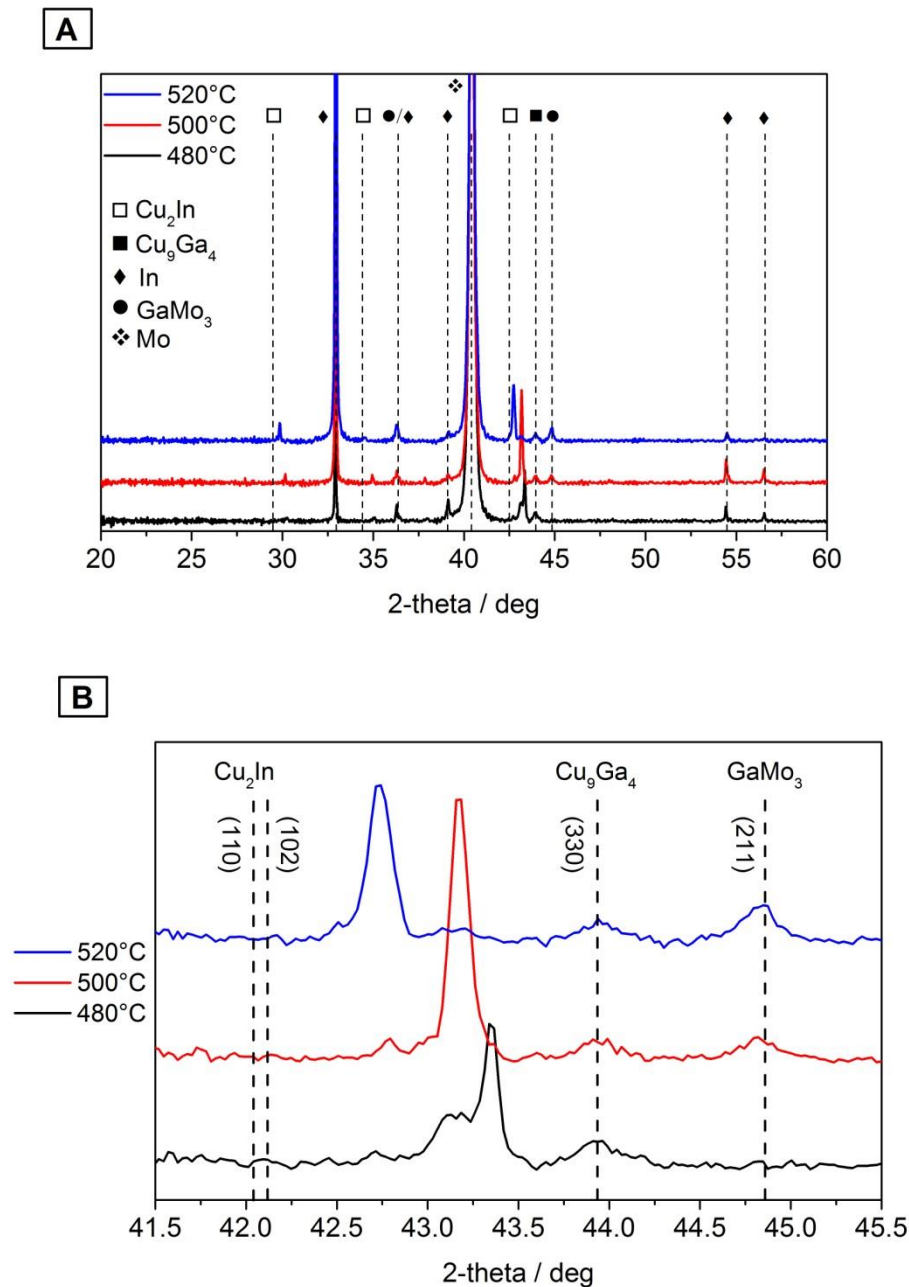 A
520°C
500°C
480°C
/
Cu₂In
Cu₉Ga₄
In
GaMo₃
Mo
20 25 30 35 40 45 50 55 60
2-theta / deg
B
Cu₂In Cu₉Ga₄ GaMo₃
(110) (102) (330) (211)
520°C
500°C
480°C
41.5 42.0 42.5 43.0 43.5 44.0 44.5 45.0 45.5
2-theta / deg